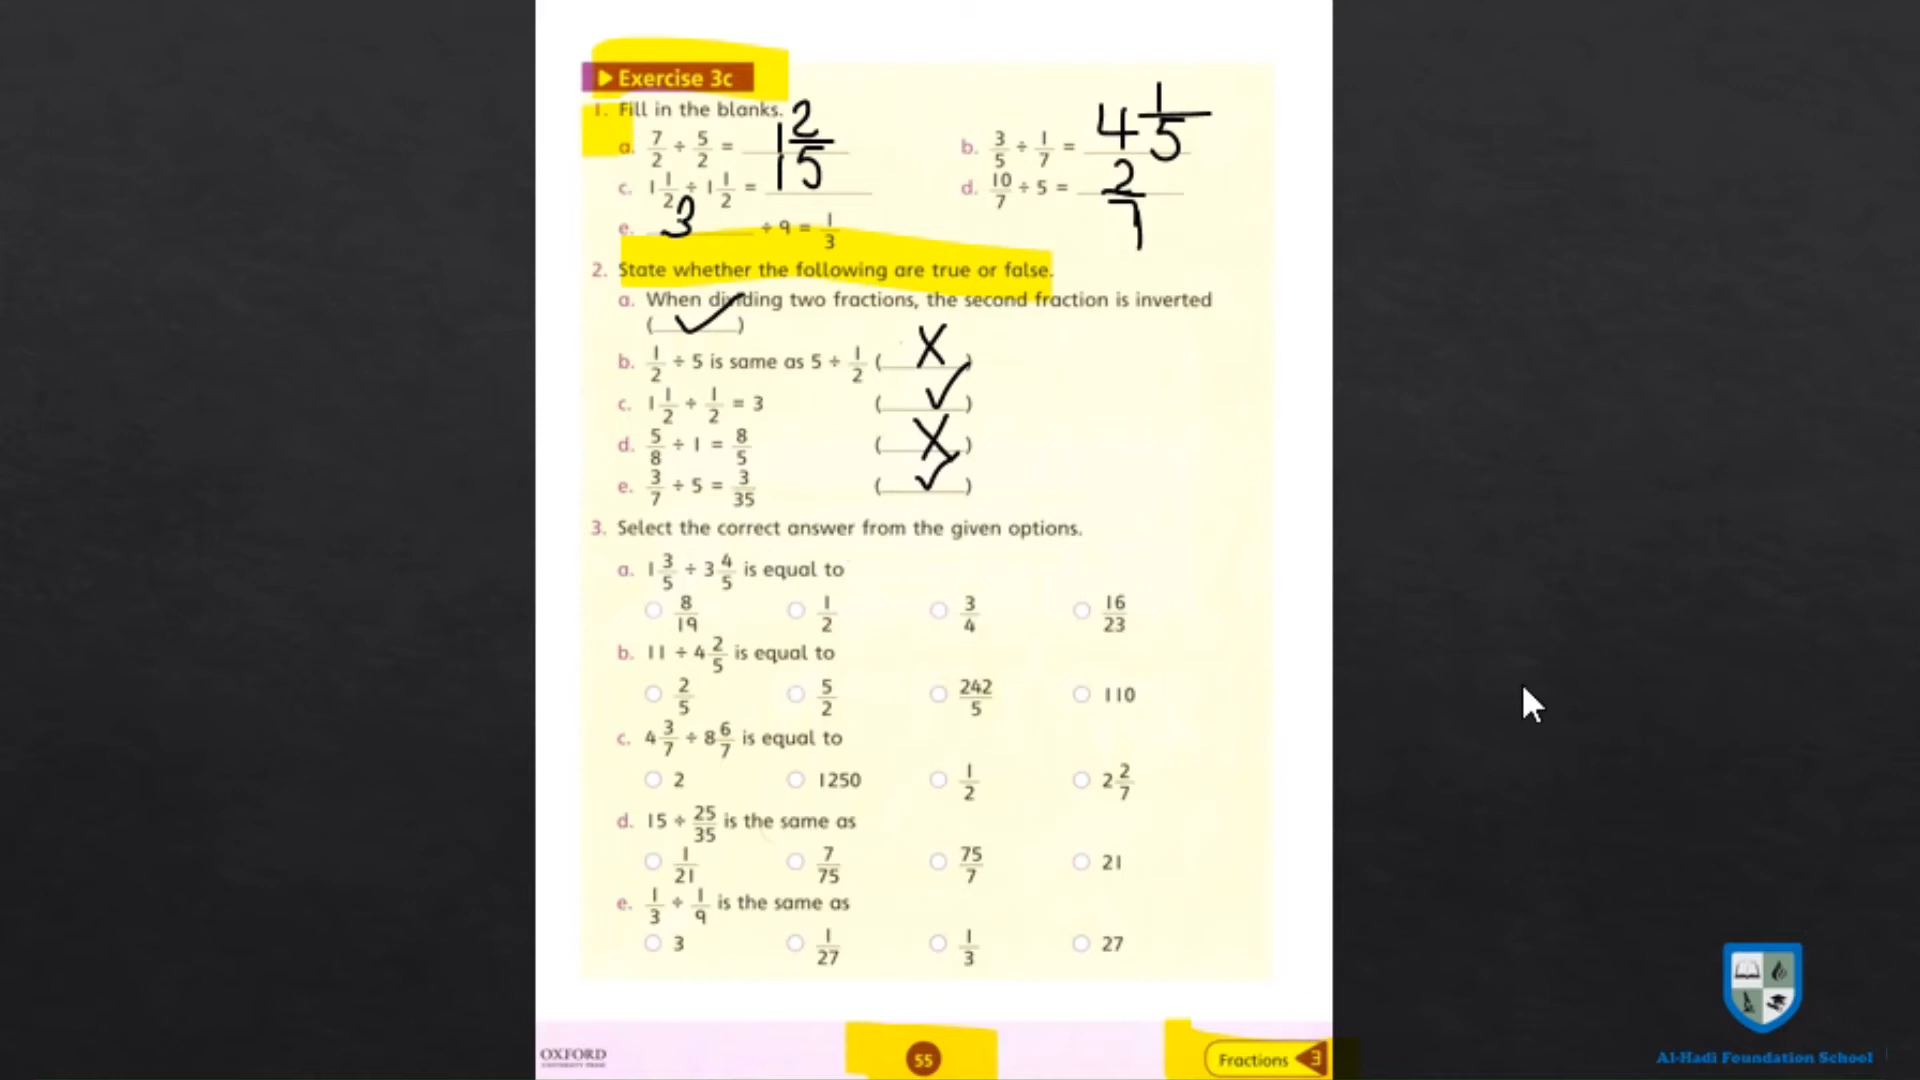 Exercise 3c
1. Fill in the blanks.
a. 7/2 ÷ 5/2 = 1 2/5
b. 3/5 ÷ 1/7 = 4 1/5
c. 1 1/2 ÷ 1 1/2 = 1
d. 10/7 ÷ 5 = 2/7
e. 3 ÷ 9 = 1/3
2. State whether the following are true or false.
a. When dividing two fractions, the second fraction is inverted
( ✓ )
b. 1/2 ÷ 5 is same as 5 ÷ 1/2 ( X )
c. 1 1/2 ÷ 1/2 = 3 ( ✓ )
d. 5/8 ÷ 1 = 8/5 ( X )
e. 3/7 ÷ 5 = 3/35 ( ✓ )
3. Select the correct answer from the given options.
a. 1 3/5 ÷ 3 4/5 is equal to
8/19 1/2 3/4 16/23
b. 11 ÷ 4 2/5 is equal to
2/5 5/2 242/5 110
c. 4 3/7 ÷ 8 6/7 is equal to
2 1250 1/2 2 2/7
d. 15 ÷ 25/35 is the same as
1/21 7/75 75/7 21
e. 1/3 ÷ 1/9 is the same as
3 1/27 1/3 27
OXFORD
UNIVERSITY PRESS
55
Fractions 3
Al-Hadi Foundation School